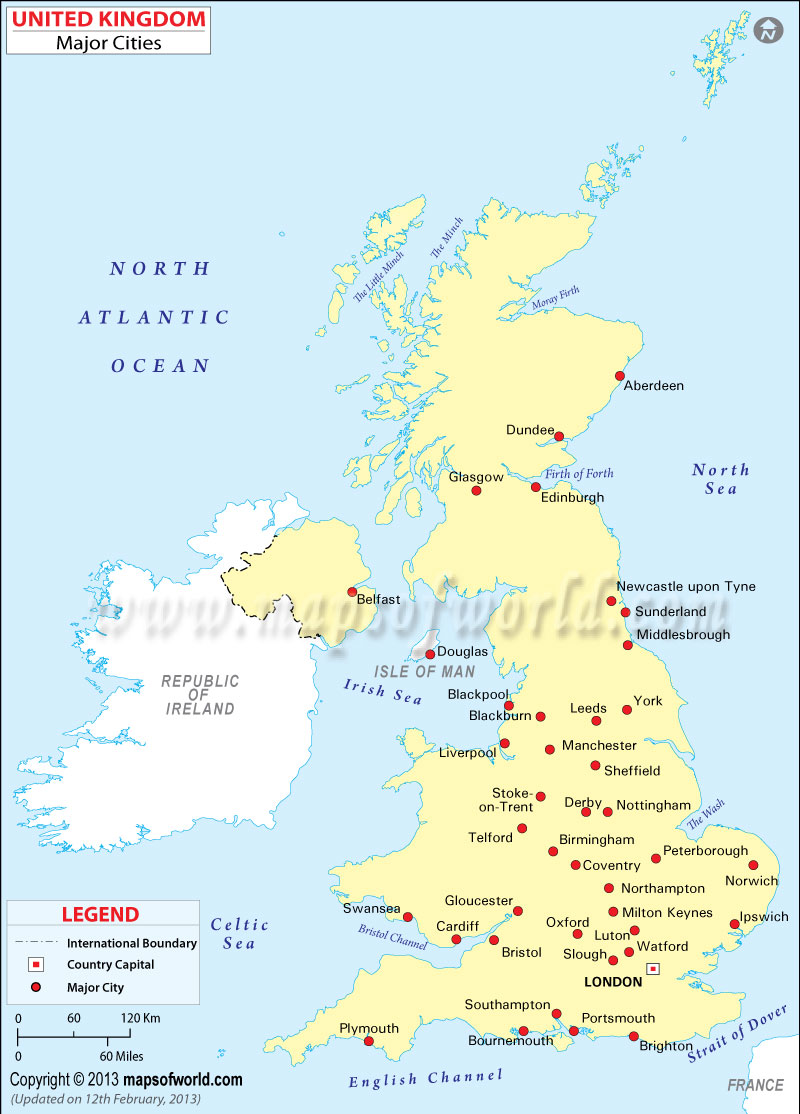 UNITED KINGDOM
Major Cities
N
NORTH
ATLANTIC
OCEAN
The Little Minch
The Minch
Moray Firth
Aberdeen
Dundee
Firth of Forth
Glasgow
Edinburgh
North
Sea
www.mapsofworld.com
Belfast
Newcastle upon Tyne
Sunderland
Middlesbrough
Douglas
ISLE OF MAN
REPUBLIC
OF
IRELAND
Irish Sea
Blackpool
Blackburn
Leeds
York
Liverpool
Manchester
Sheffield
Stoke-
on-Trent
Derby
Nottingham
The Wash
Telford
Birmingham
Peterborough
Coventry
Norwich
Northampton
Swansea
Gloucester
Milton Keynes
Ipswich
Cardiff
Bristol Channel
Bristol
Oxford
Luton
Watford
Slough
LONDON
Celtic
Sea
Southampton
Portsmouth
Plymouth
Bournemouth
Brighton
Strait of Dover
English Channel
FRANCE
LEGEND
International Boundary
Country Capital
Major City
0 60 120 Km
0 60 Miles
Copyright © 2013 mapsofworld.com
(Updated on 12th February, 2013)